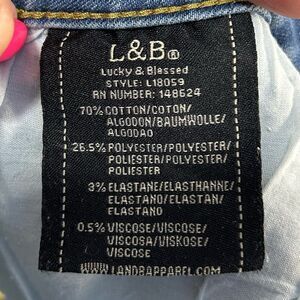 L&B®
Lucky & Blessed
STYLE: L18059
RN NUMBER: 148624
70% COTTON/COTON/
ALGODON/BAUMWOLLE/
ALGODAO
26.5% POLYESTER/POLYESTER/
POLIESTER/POLYESTER/
POLIESTER
3% ELASTANE/ELASTHANNE/
ELASTANO/ELASTAN/
ELASTANO
0.5% VISCOSE/VISCOSE/
VISCOSA/VISKOSE/
VISCOSE
WWW.LANDBAPPAREL.COM